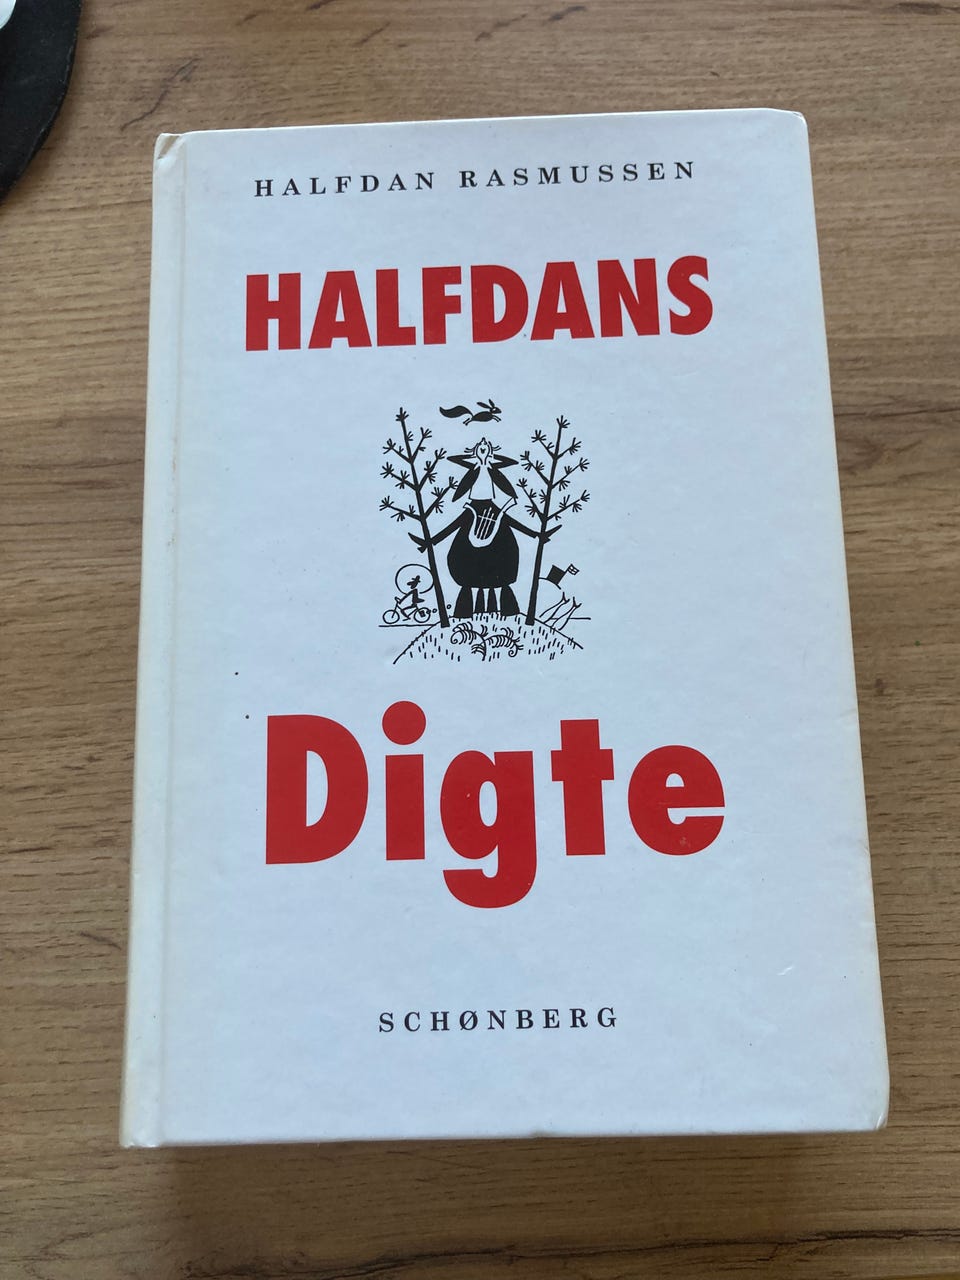 HALFDAN RASMUSSEN
HALFDANS
Digte
SCHØNBERG